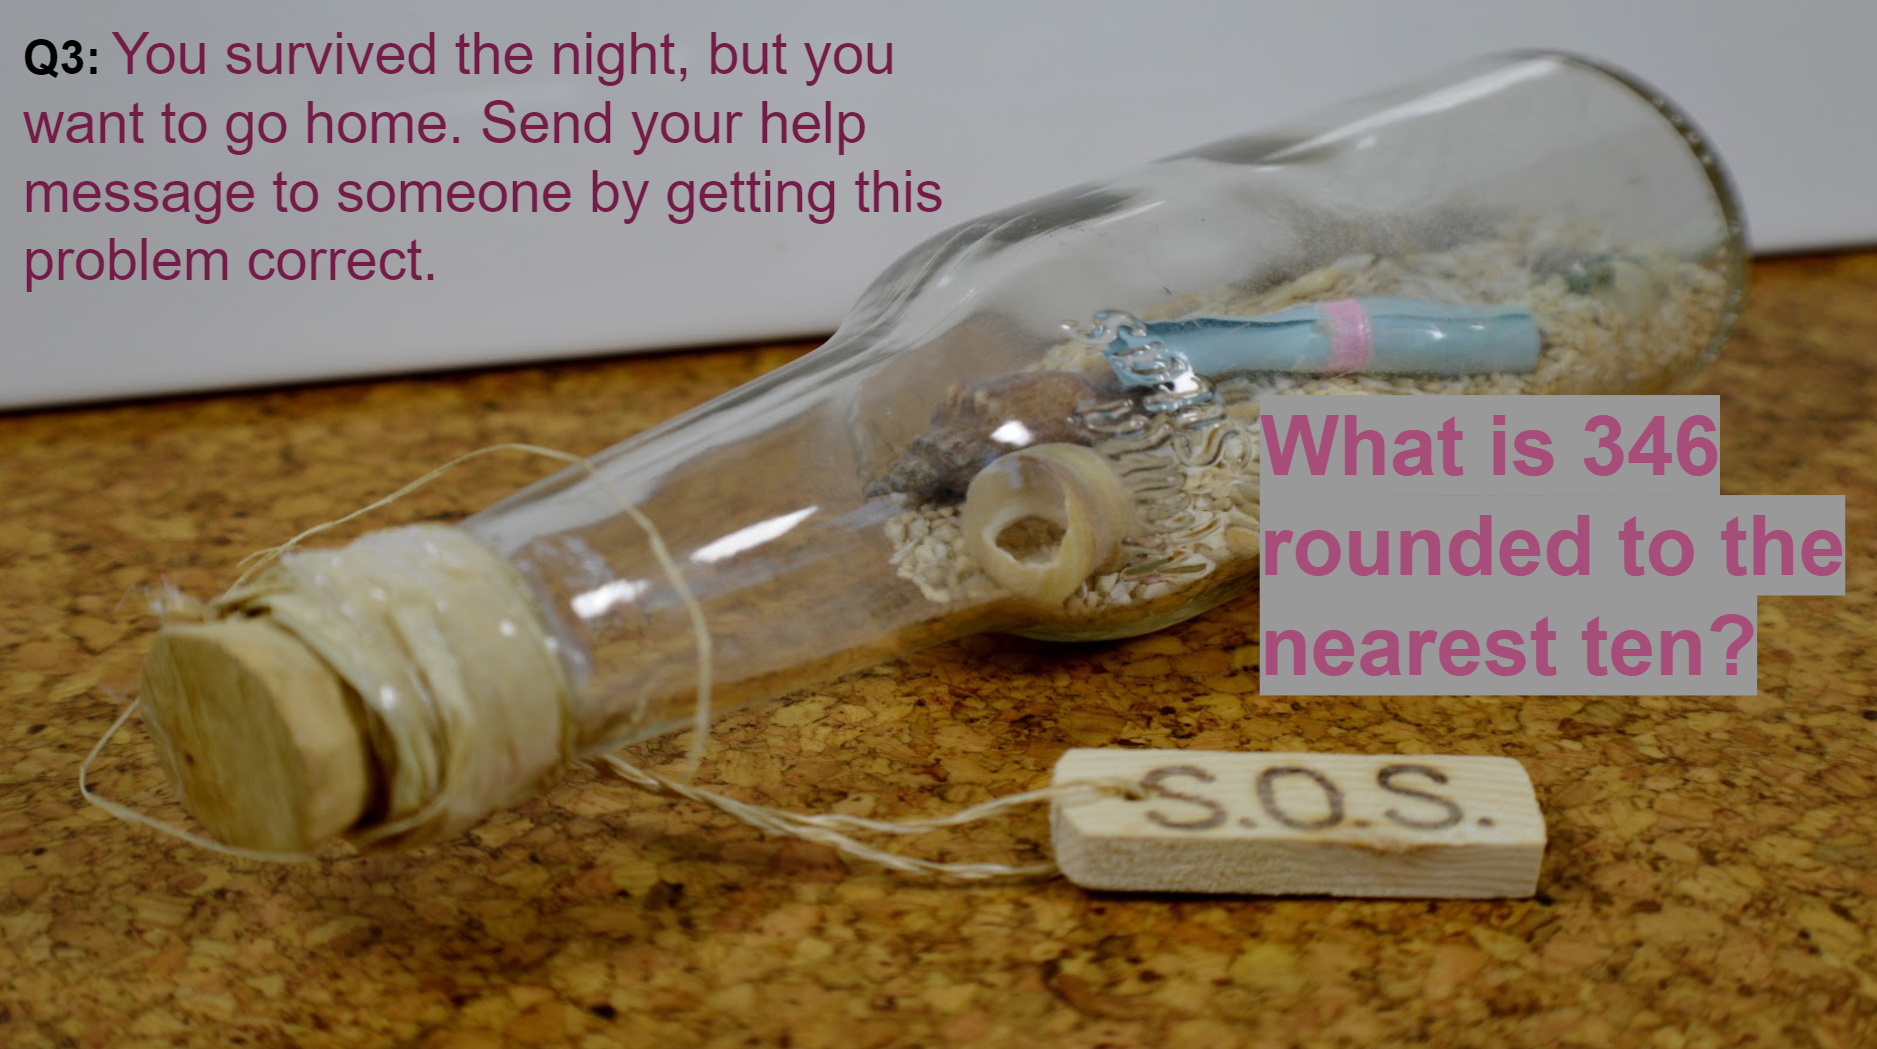 Q3: You survived the night, but you
want to go home. Send your help
message to someone by getting this
problem correct.
What is 346
rounded to the
nearest ten?
S.O.S.